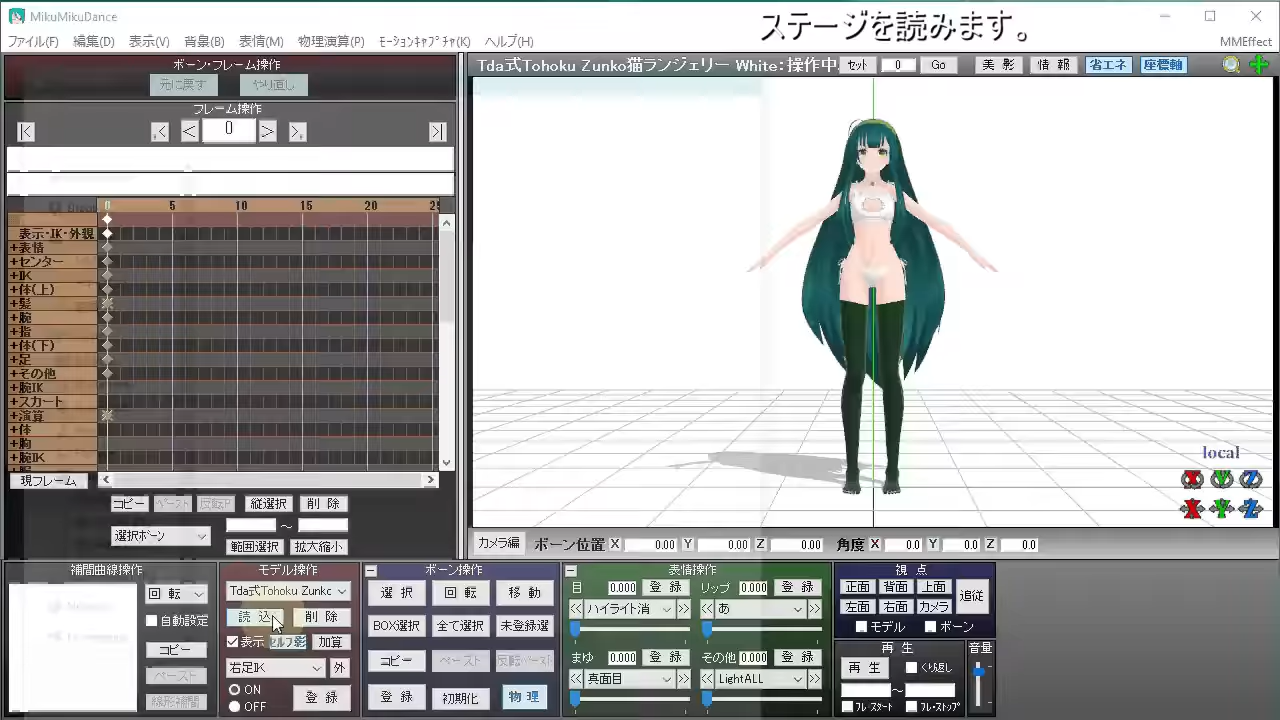 MikuMikuDance
ステージを読みます。
ファイル(F) 編集(D) 表示(V) 背景(B) 表情(M) 物理演算(P) ﾓｰｼｮﾝｷｬﾌﾟﾁｬ(K) ヘルプ(H)
MMEffect
ボーン・フレーム操作
元に戻す やり直し
フレーム操作
0
Tda式Tohoku Zunko猫ランジェリー White：操作中
ｾｯﾄ 0 Go 美 影 情 報 省エネ 座標軸
0 5 10 15 20
表示・IK・外親
+表情
+センター
+IK
+体(上)
+髪
+腕
+指
+体(下)
+足
+その他
+腕IK
+スカート
+演算
+体
+胸
+腕IK
現フレーム
コピー ペースト 反転P 縦選択 削 除
選択ボーン ～
範囲選択 拡大縮小
local
X Y Z
X Y Z
カメラ編 ボーン位置 X 0.00 Y 0.00 Z 0.00 角度 X 0.0 Y 0.0 Z 0.0
補間曲線操作
回 転
自動設定
コピー
ペースト
線形補間
モデル操作
Tda式Tohoku Zunkc
読 込 削 除
表示 ｾﾙﾌ影 加算
右足IK 外
ON
OFF
登 録
ボーン操作
選 択 回 転 移 動
BOX選択 全て選択 未登録選
コピー ペースト 反転ペースト
登 録 初期化 物 理
表情操作
目 0.000 登 録 リップ 0.000 登 録
ハイライト消 あ
まゆ 0.000 登 録 その他 0.000 登 録
真面目 LightALL
視 点
正面 背面 上面
左面 右面 カメラ
追従
モデル ボーン
再 生
再 生 くり返し
～
ﾌﾚ･ｽﾀｰﾄ ﾌﾚ･ｽﾄｯﾌﾟ
音量